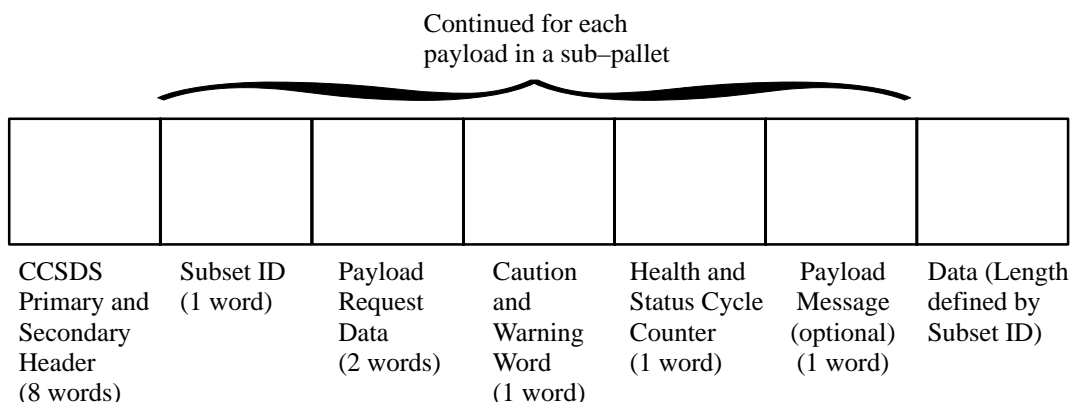 Continued for each
payload in a sub–pallet
CCSDS
Primary and
Secondary
Header
(8 words)
Subset ID
(1 word)
Payload
Request
Data
(2 words)
Caution
and
Warning
Word
(1 word)
Health and
Status Cycle
Counter
(1 word)
Payload
Message
(optional)
(1 word)
Data (Length
defined by
Subset ID)